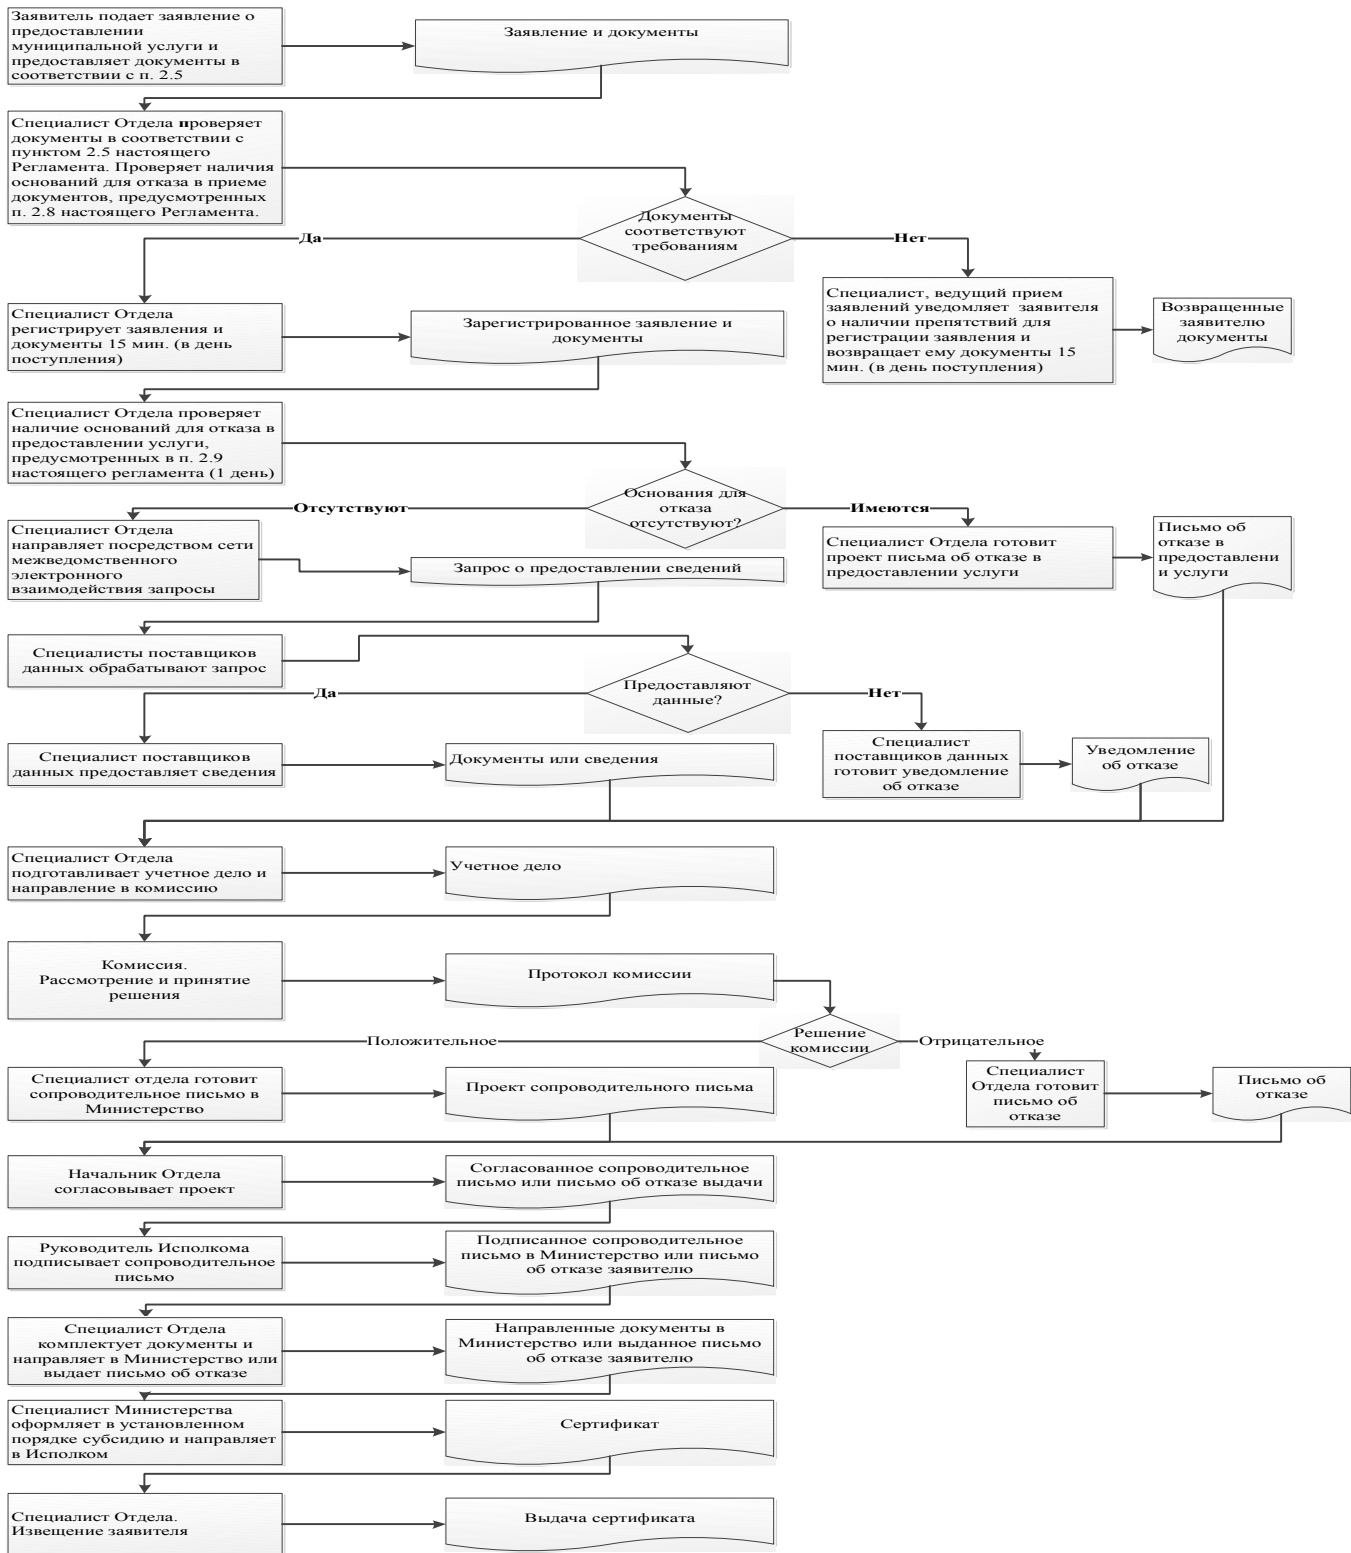 Заявитель подает заявление о
предоставлении
муниципальной услуги и
предоставляет документы в
соответствии с п. 2.5
Заявление и документы
Специалист Отдела проверяет
документы в соответствии с
пунктом 2.5 настоящего
Регламента. Проверяет наличия
оснований для отказа в приеме
документов, предусмотренных
п. 2.8 настоящего Регламента.
Документы
соответствуют
требованиям
Да
Нет
Специалист Отдела
регистрирует заявления и
документы 15 мин. (в день
поступления)
Зарегистрированное заявление и
документы
Специалист, ведущий прием
заявлений уведомляет заявителя
о наличии препятствий для
регистрации заявления и
возвращает ему документы 15
мин. (в день поступления)
Возвращенные
заявителю
документы
Специалист Отдела проверяет
наличие оснований для отказа в
предоставлении услуги,
предусмотренных в п. 2.9
настоящего регламента (1 день)
Основания для
отказа
отсутствуют?
Отсутствуют
Имеются
Специалист Отдела
направляет посредством сети
межведомственного
электронного
взаимодействия запросы
Запрос о предоставлении сведений
Специалист Отдела готовит
проект письма об отказе в
предоставлении услуги
Письмо об
отказе в
предоставлени
и услуги
Специалисты поставщиков
данных обрабатывают запрос
Предоставляют
данные?
Да
Нет
Специалист поставщиков
данных предоставляет сведения
Документы или сведения
Специалист
поставщиков данных
готовит уведомление
об отказе
Уведомление
об отказе
Специалист Отдела
подготавливает учетное дело и
направление в комиссию
Учетное дело
Комиссия.
Рассмотрение и принятие
решения
Протокол комиссии
Решение
комиссии
Положительное
Отрицательное
Специалист отдела готовит
сопроводительное письмо в
Министерство
Проект сопроводительного письма
Специалист
Отдела готовит
письмо об
отказе
Письмо об
отказе
Начальник Отдела
согласовывает проект
Согласованное сопроводительное
письмо или письмо об отказе выдачи
Руководитель Исполкома
подписывает сопроводительное
письмо
Подписанное сопроводительное
письмо в Министерство или письмо
об отказе заявителю
Специалист Отдела
комплектует документы и
направляет в Министерство или
выдает письмо об отказе
Направленные документы в
Министерство или выданное письмо
об отказе заявителю
Специалист Министерства
оформляет в установленном
порядке субсидию и направляет
в Исполком
Сертификат
Специалист Отдела.
Извещение заявителя
Выдача сертификата